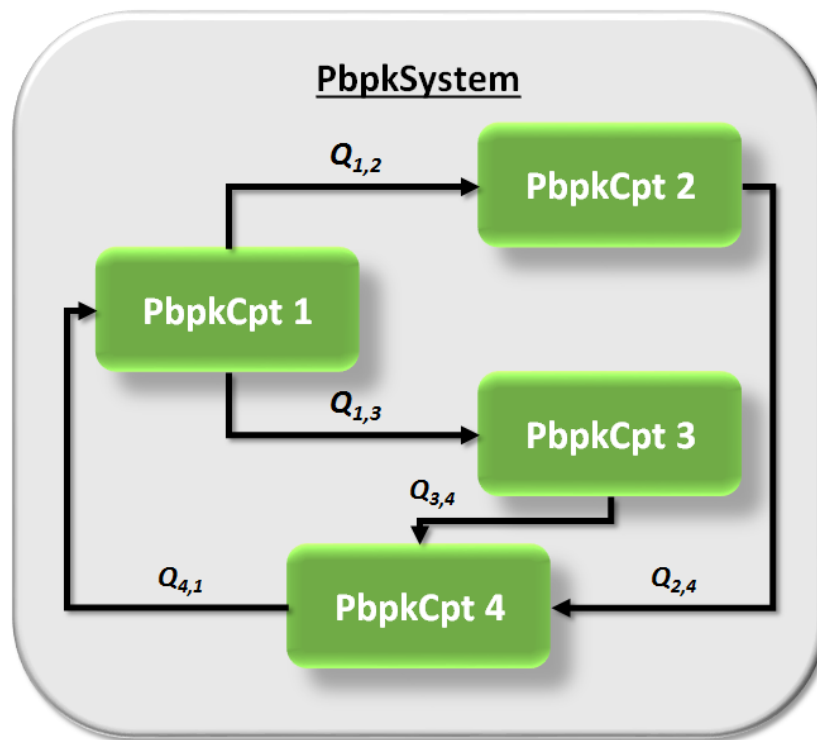 PbpkSystem
Q1,2
PbpkCpt 2
PbpkCpt 1
Q1,3
PbpkCpt 3
Q3,4
Q4,1
PbpkCpt 4
Q2,4